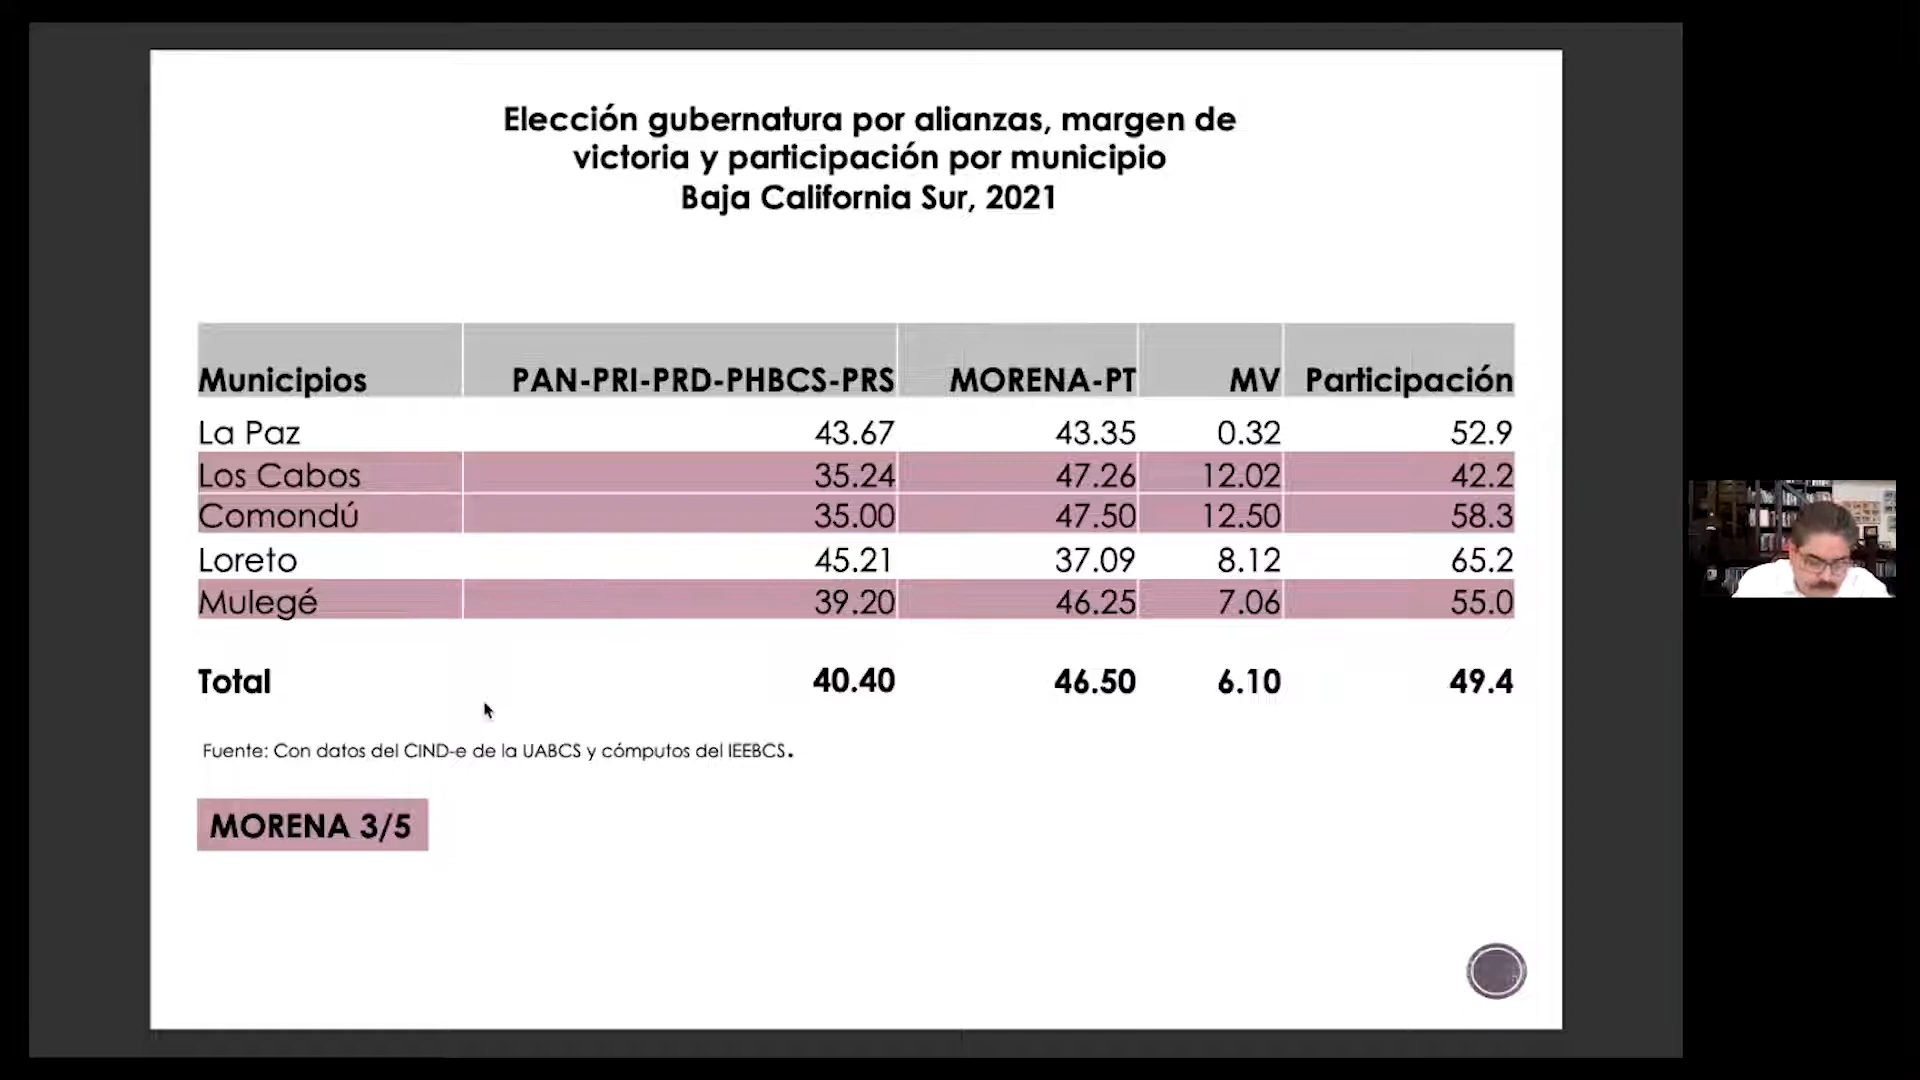 Elección gubernatura por alianzas, margen de
victoria y participación por municipio
Baja California Sur, 2021
Municipios PAN-PRI-PRD-PHBCS-PRS MORENA-PT MV Participación
La Paz 43.67 43.35 0.32 52.9
Los Cabos 35.24 47.26 12.02 42.2
Comondú 35.00 47.50 12.50 58.3
Loreto 45.21 37.09 8.12 65.2
Mulegé 39.20 46.25 7.06 55.0
Total 40.40 46.50 6.10 49.4
Fuente: Con datos del CIND-e de la UABCS y cómputos del IEEBCS.
MORENA 3/5